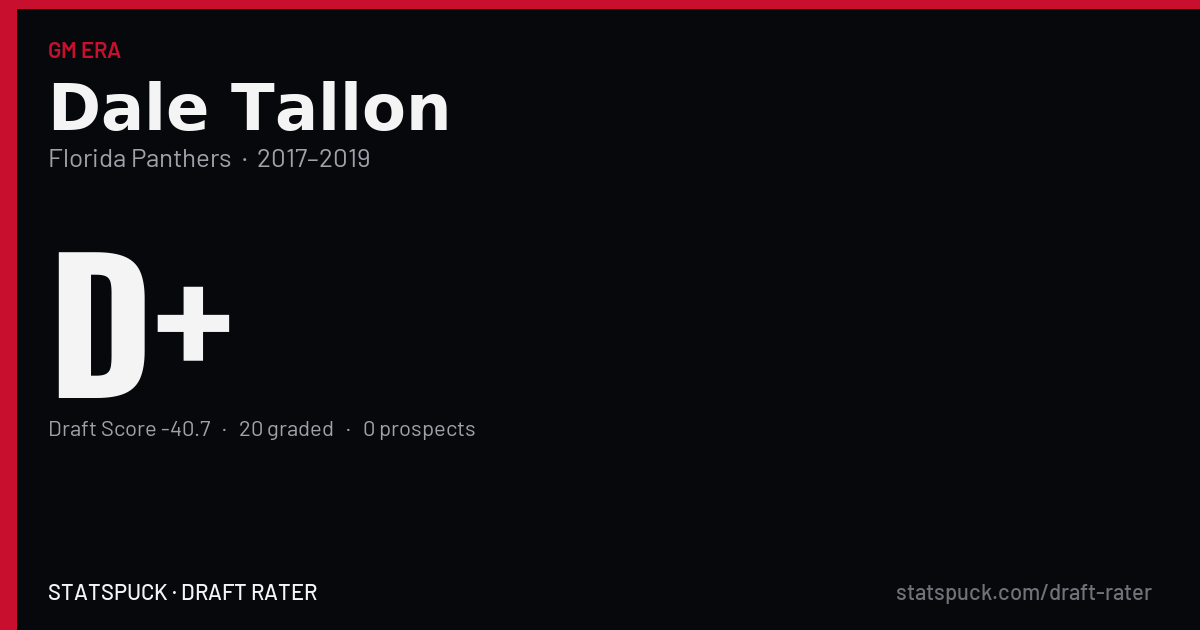 GM ERA
Dale Tallon
Florida Panthers · 2017–2019
D+
Draft Score -40.7 · 20 graded · 0 prospects
STATSPUCK · DRAFT RATER
statspuck.com/draft-rater